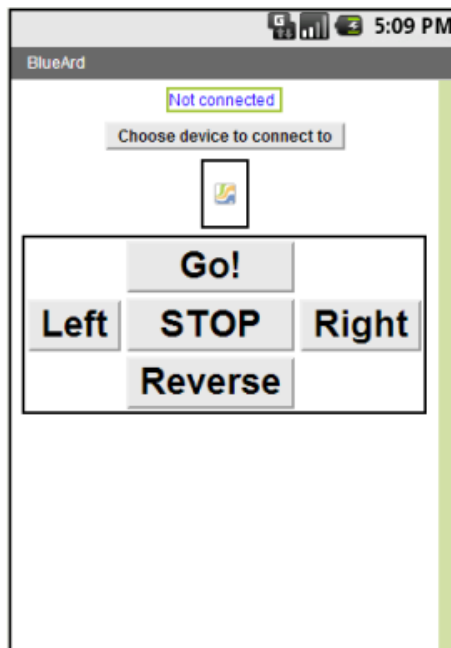 5:09 PM
BlueArd
Not connected
Choose device to connect to
Go!
Left STOP Right
Reverse